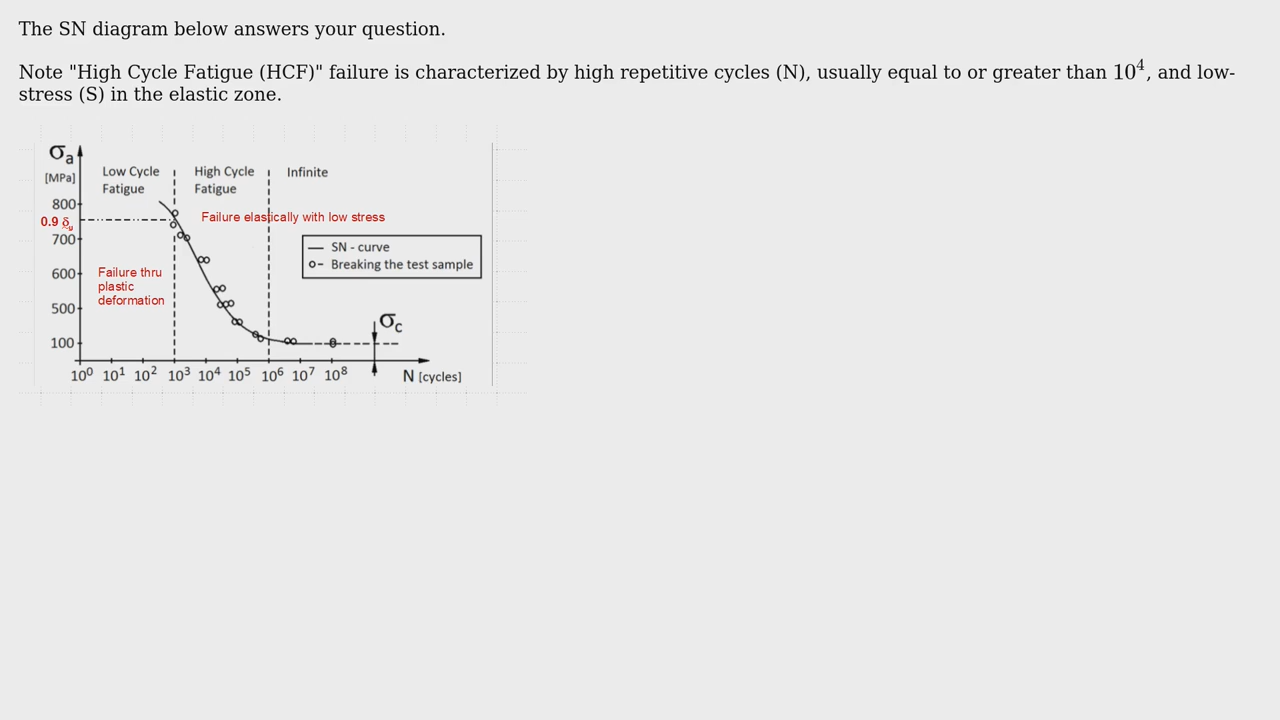 The SN diagram below answers your question.
Note "High Cycle Fatigue (HCF)" failure is characterized by high repetitive cycles (N), usually equal to or greater than 10⁴, and low-
stress (S) in the elastic zone.
σa
[MPa]
Low Cycle
Fatigue
High Cycle
Fatigue
Infinite
800
0.9 δu
Failure elastically with low stress
700
SN - curve
Breaking the test sample
600
Failure thru
plastic
deformation
500
σc
100
10⁰ 10¹ 10² 10³ 10⁴ 10⁵ 10⁶ 10⁷ 10⁸ N [cycles]